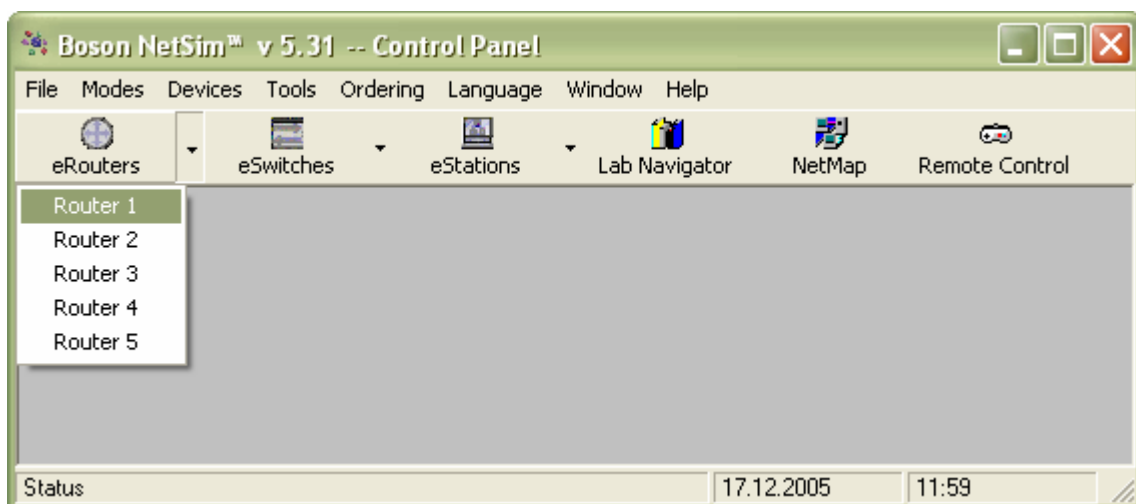 Boson NetSim™ v 5.31 -- Control Panel
File Modes Devices Tools Ordering Language Window Help
eRouters eSwitches eStations Lab Navigator NetMap Remote Control
Router 1
Router 2
Router 3
Router 4
Router 5
Status 17.12.2005 11:59